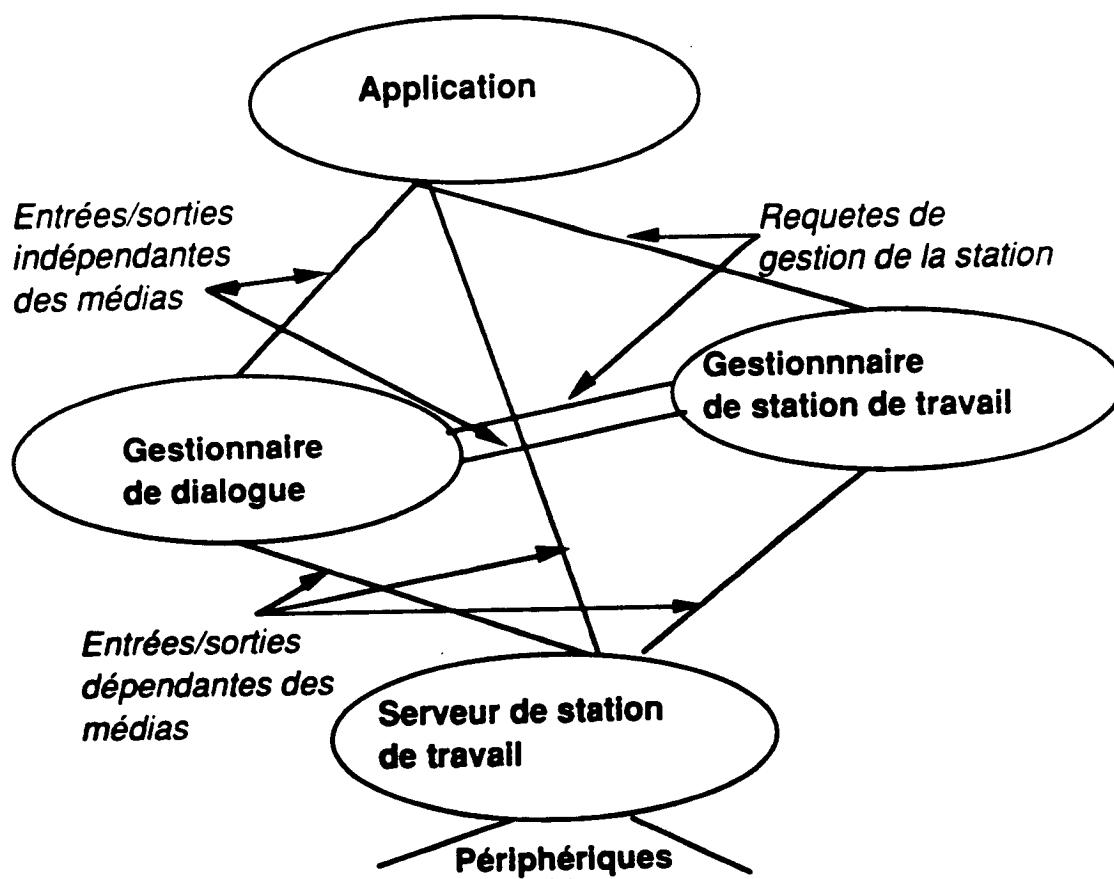 Application
Entrées/sorties
indépendantes
des médias
Requetes de
gestion de la station
Gestionnnaire
de station de travail
Gestionnaire
de dialogue
Entrées/sorties
dépendantes des
médias
Serveur de station
de travail
Périphériques